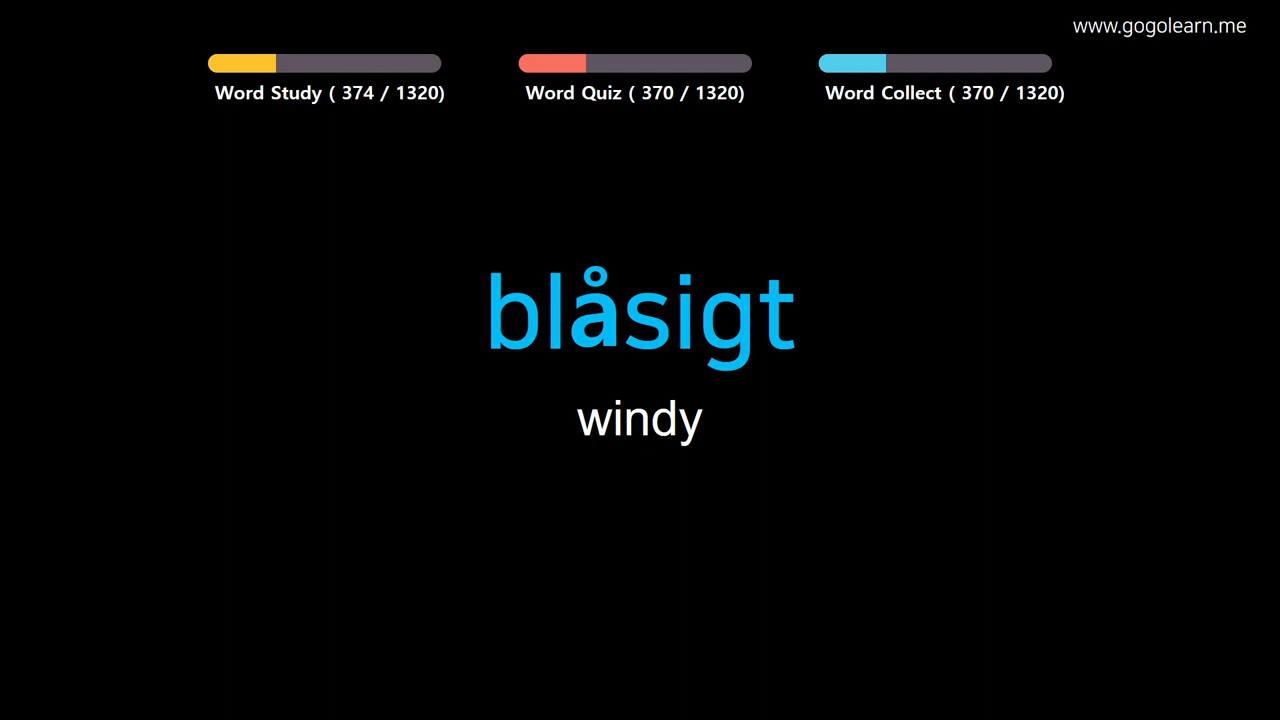 www.gogolearn.me
Word Study ( 374 / 1320)
Word Quiz ( 370 / 1320)
Word Collect ( 370 / 1320)
blåsigt
windy